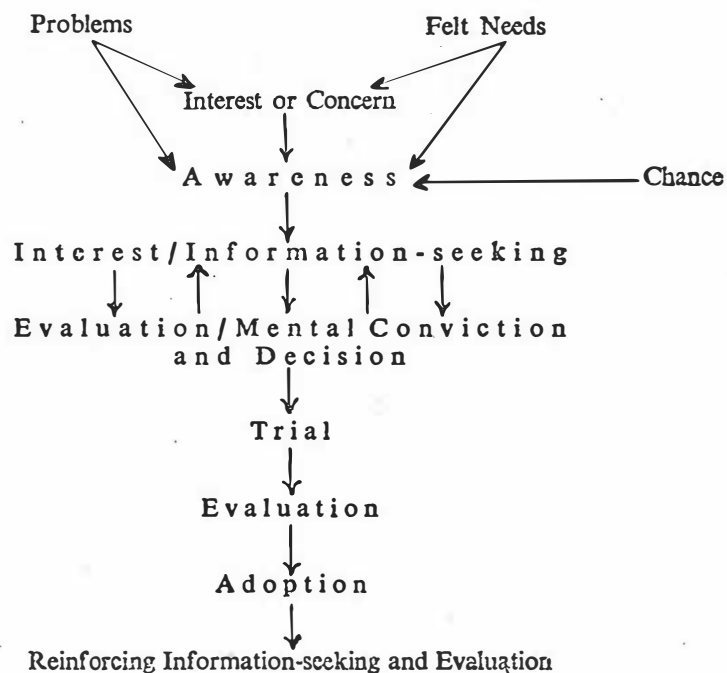 Problems Felt Needs
Interest or Concern
Awareness Chance
Interest/Information-seeking
Evaluation/Mental Conviction
and Decision
Trial
Evaluation
Adoption
Reinforcing Information-seeking and Evaluation